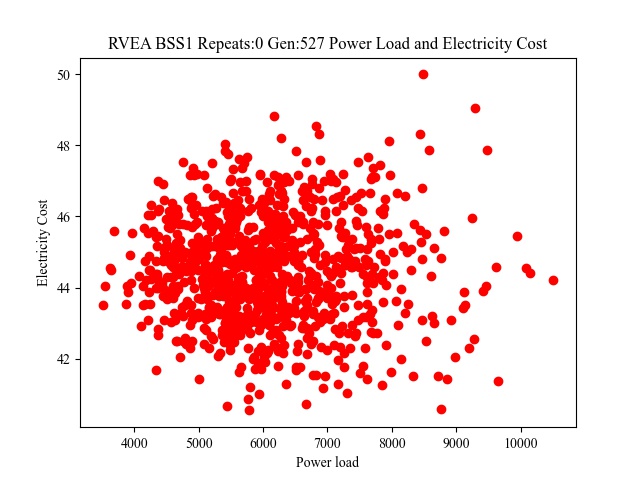 RVEA BSS1 Repeats:0 Gen:527 Power Load and Electricity Cost
50
48
46
44
42
Electricity Cost
4000 5000 6000 7000 8000 9000 10000
Power load